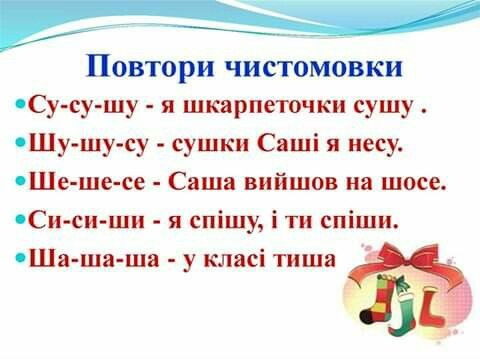 Повтори чистомовки
Су-су-шу - я шкарпеточки сушу .
Шу-шу-су - сушки Саші я несу.
Ше-ше-се - Саша вийшов на шосе.
Си-си-ши - я спішу, і ти спіши.
Ша-ша-ша - у класі тиша